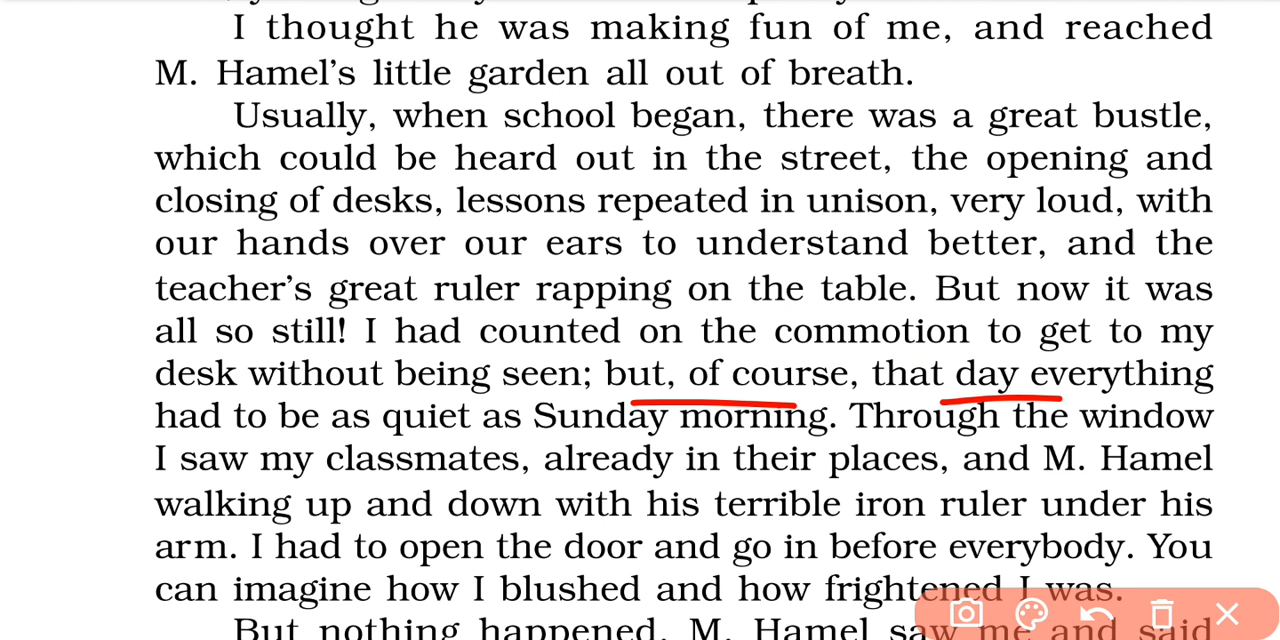 I thought he was making fun of me, and reached
M. Hamel's little garden all out of breath.
Usually, when school began, there was a great bustle,
which could be heard out in the street, the opening and
closing of desks, lessons repeated in unison, very loud, with
our hands over our ears to understand better, and the
teacher's great ruler rapping on the table. But now it was
all so still! I had counted on the commotion to get to my
desk without being seen; but, of course, that day everything
had to be as quiet as Sunday morning. Through the window
I saw my classmates, already in their places, and M. Hamel
walking up and down with his terrible iron ruler under his
arm. I had to open the door and go in before everybody. You
can imagine how I blushed and how frightened I was.
But nothing happened. M. Hamel saw me and said